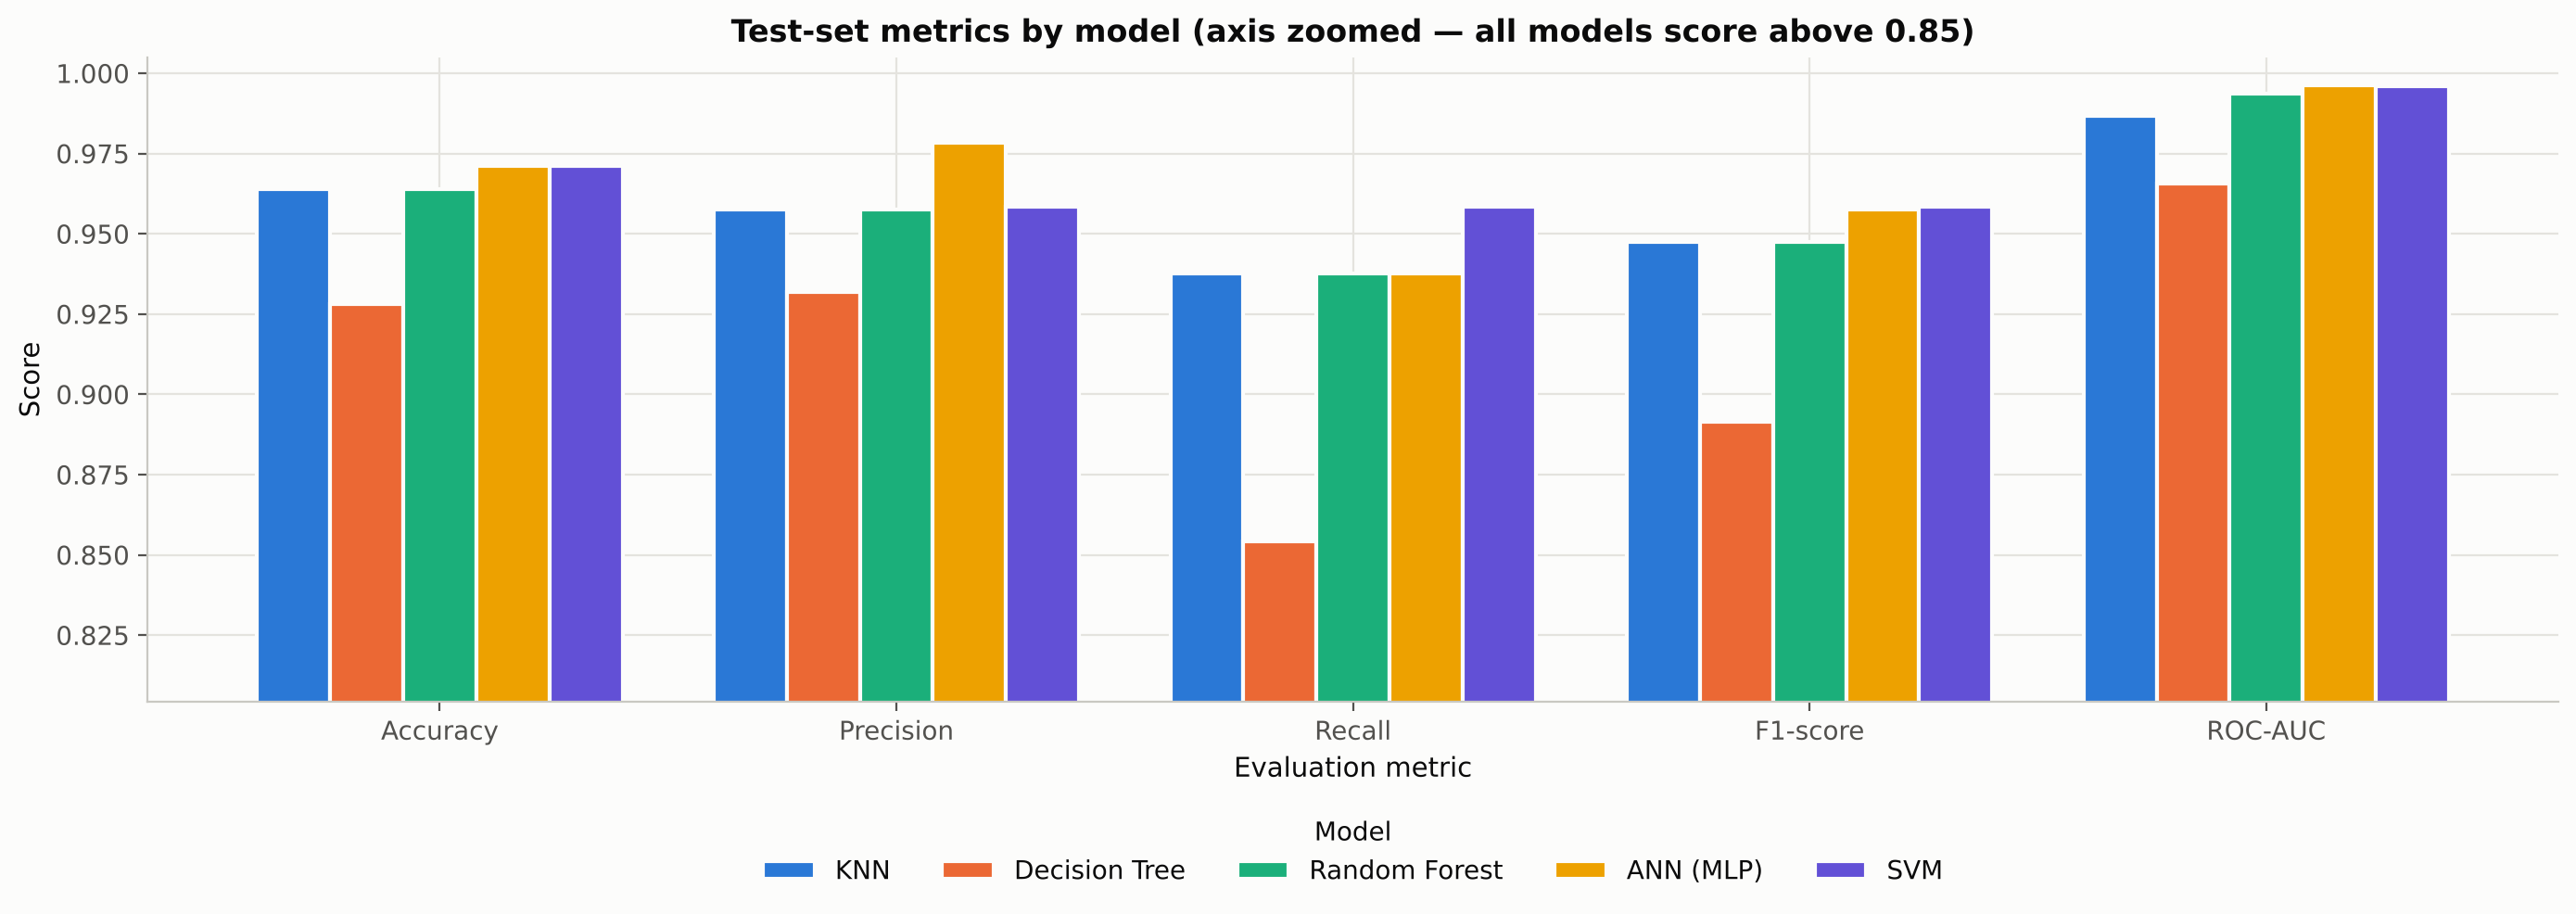 Test-set metrics by model (axis zoomed — all models score above 0.85)
1.000
0.975
0.950
0.925
0.900
0.875
0.850
0.825
Score
Accuracy Precision Recall F1-score ROC-AUC
Evaluation metric
Model
KNN Decision Tree Random Forest ANN (MLP) SVM